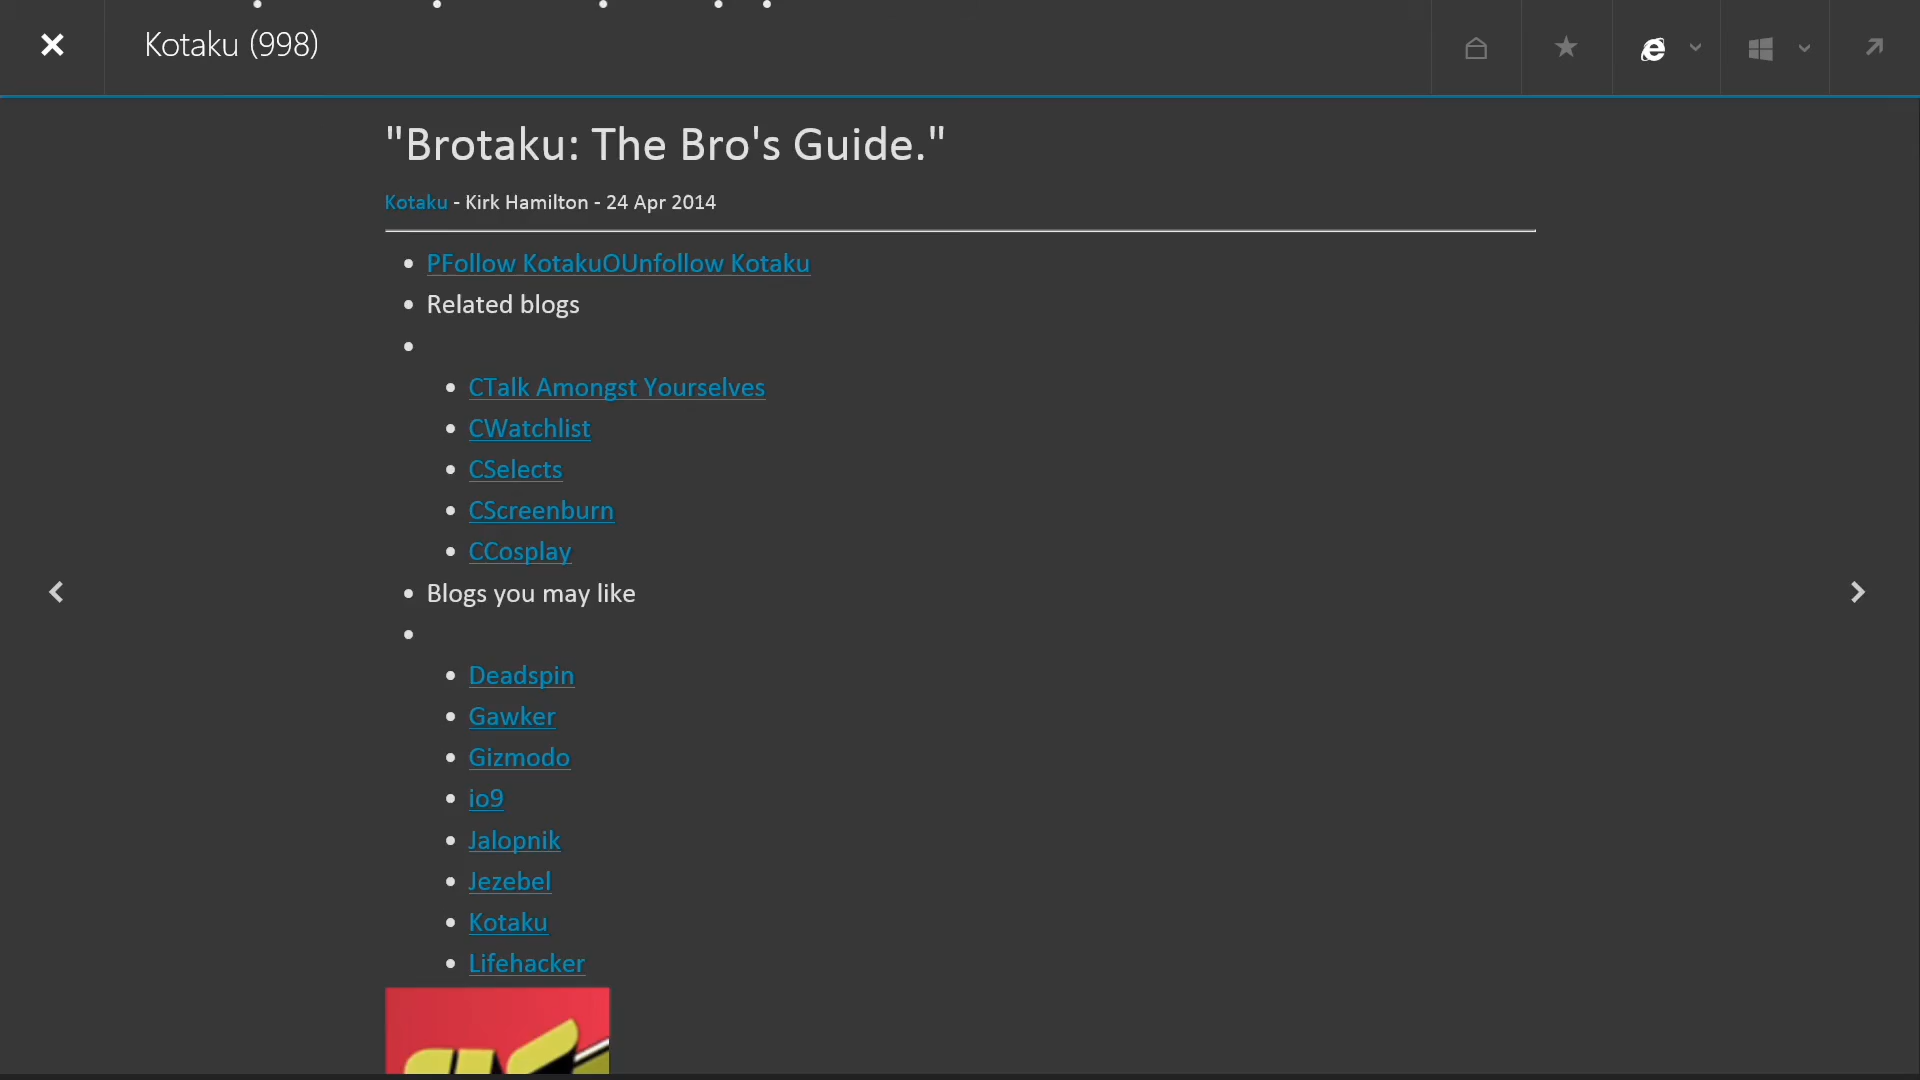 Kotaku (998)
"Brotaku: The Bro's Guide."
Kotaku - Kirk Hamilton - 24 Apr 2014
PFollow KotakuOUnfollow Kotaku
Related blogs
CTalk Amongst Yourselves
CWatchlist
CSelects
CScreenburn
CCosplay
Blogs you may like
Deadspin
Gawker
Gizmodo
io9
Jalopnik
Jezebel
Kotaku
Lifehacker